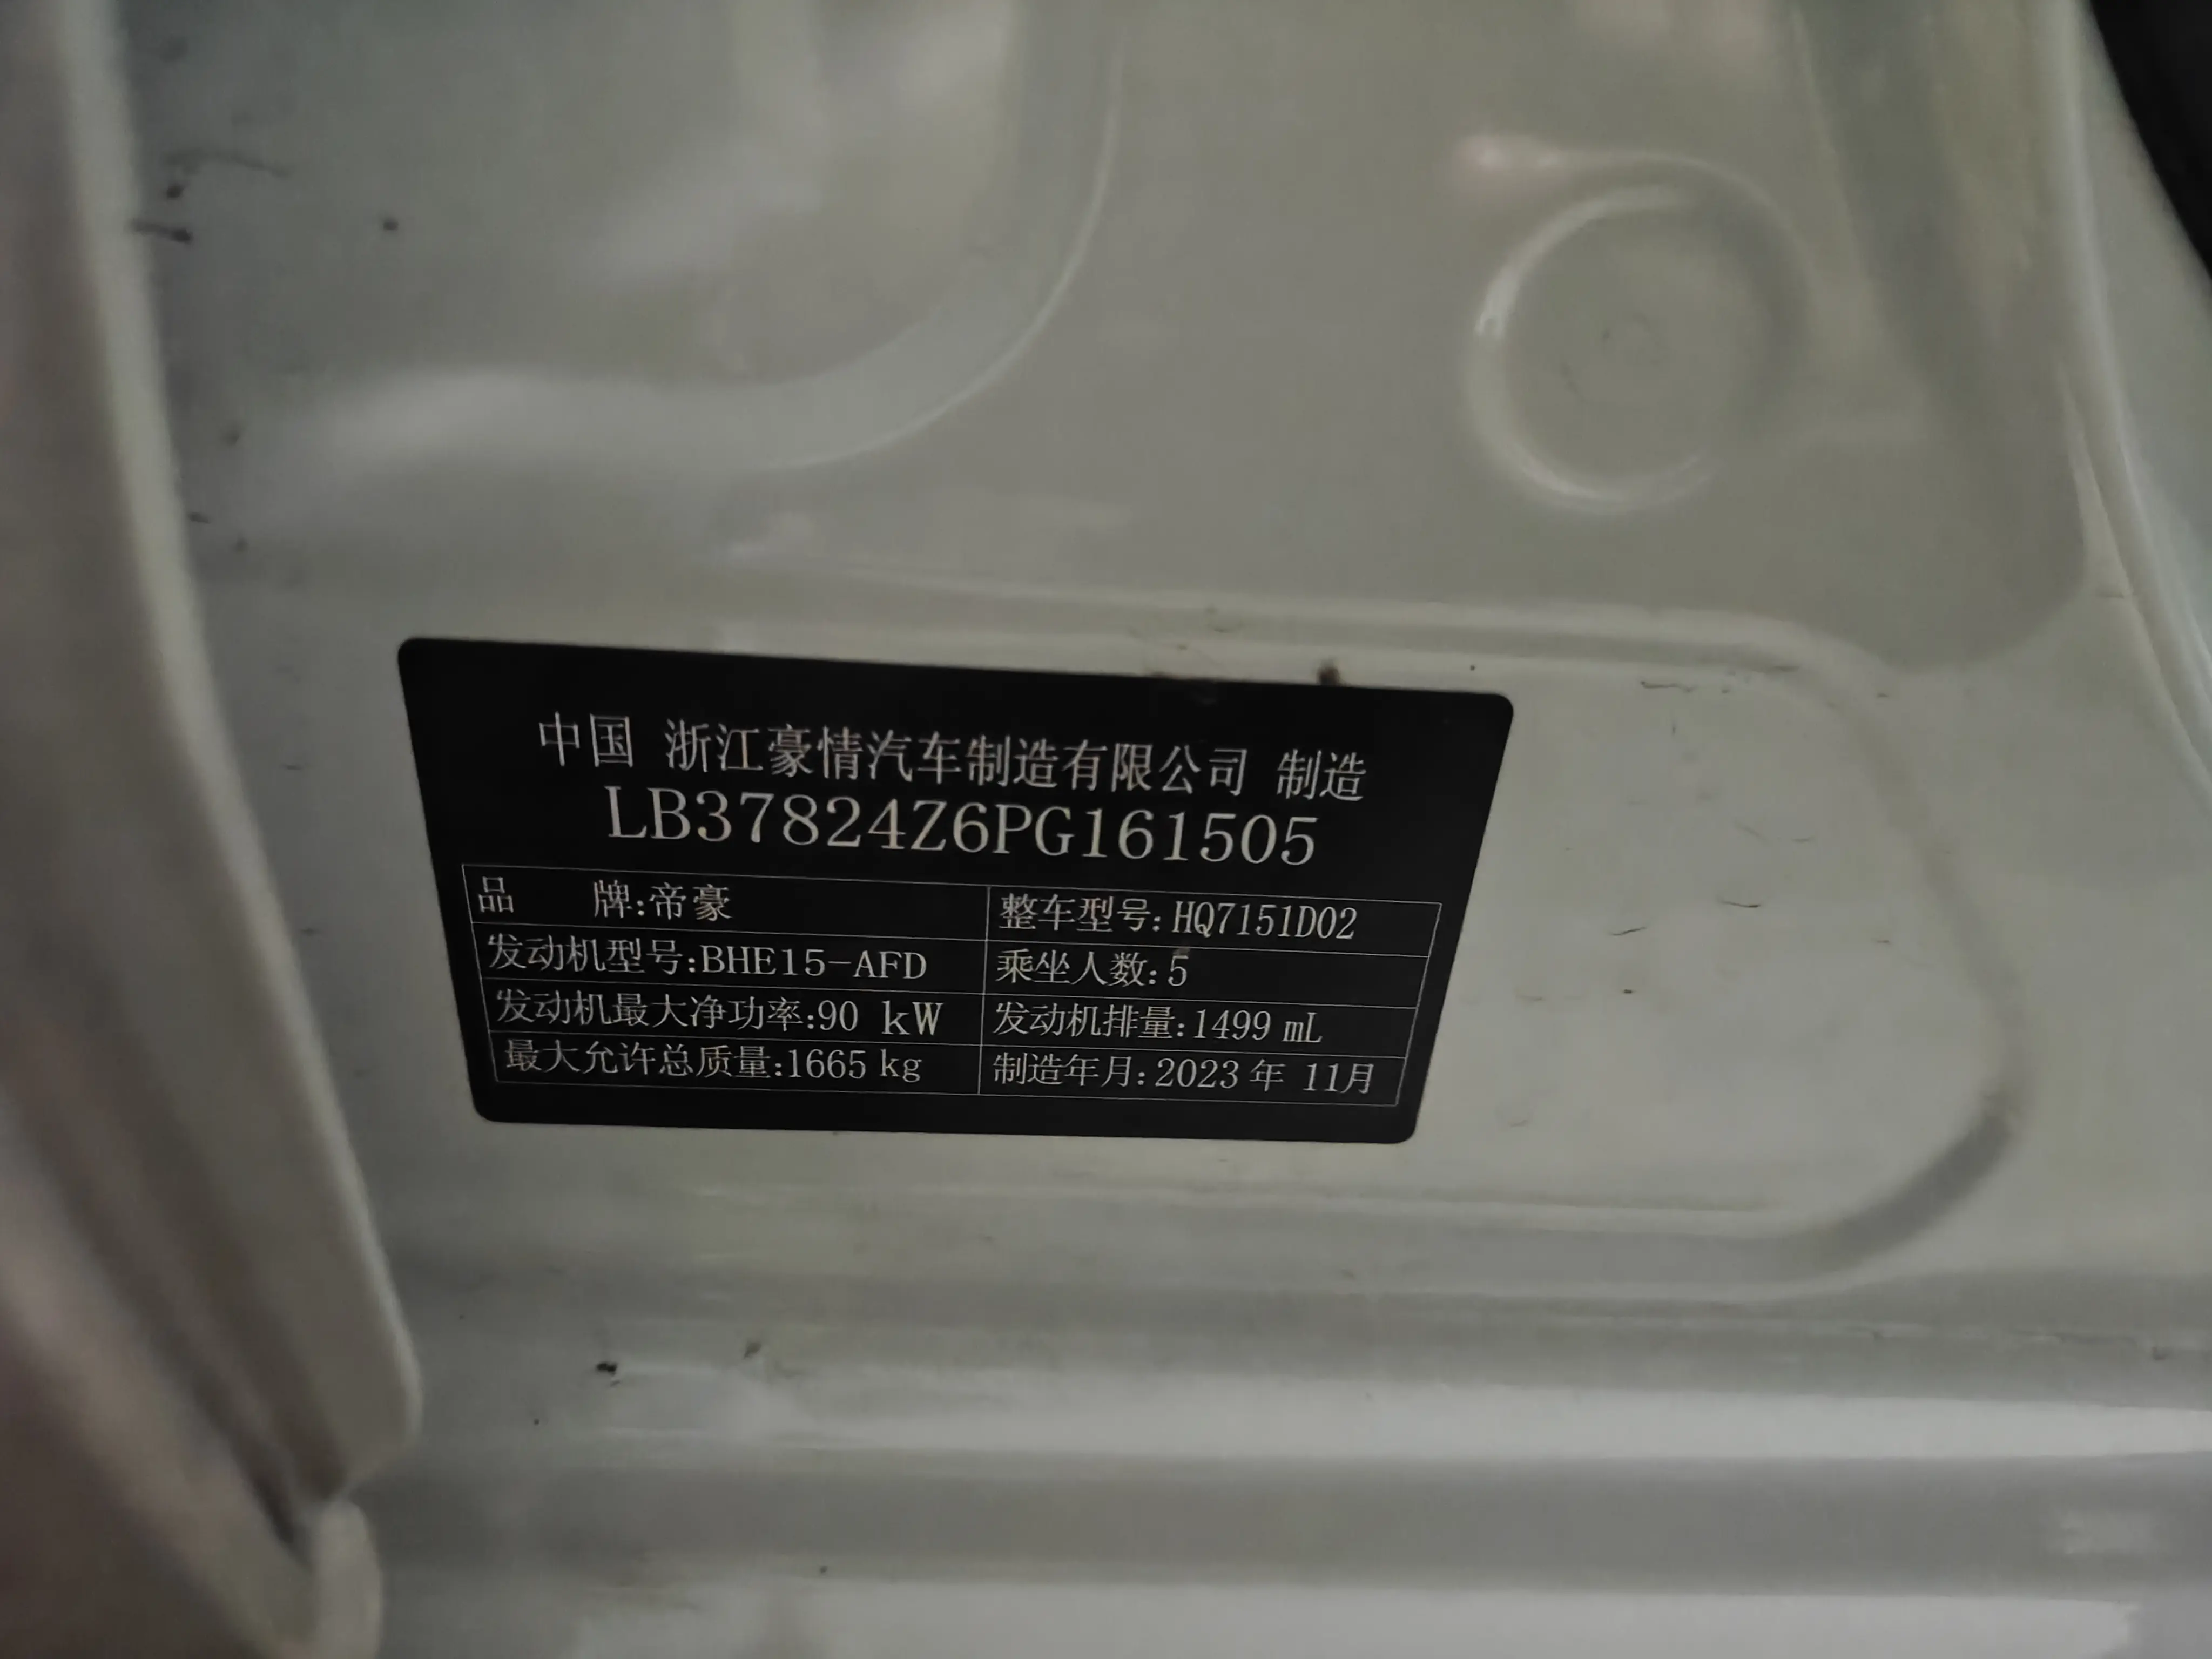 中国 浙江豪情汽车制造有限公司 制造
LB37824Z6PG161505
品 牌:帝豪 整车型号:HQ7151D02
发动机型号:BHE15-AFD 乘坐人数:5
发动机最大净功率:90 kW 发动机排量:1499 mL
最大允许总质量:1665 kg 制造年月:2023 年 11月